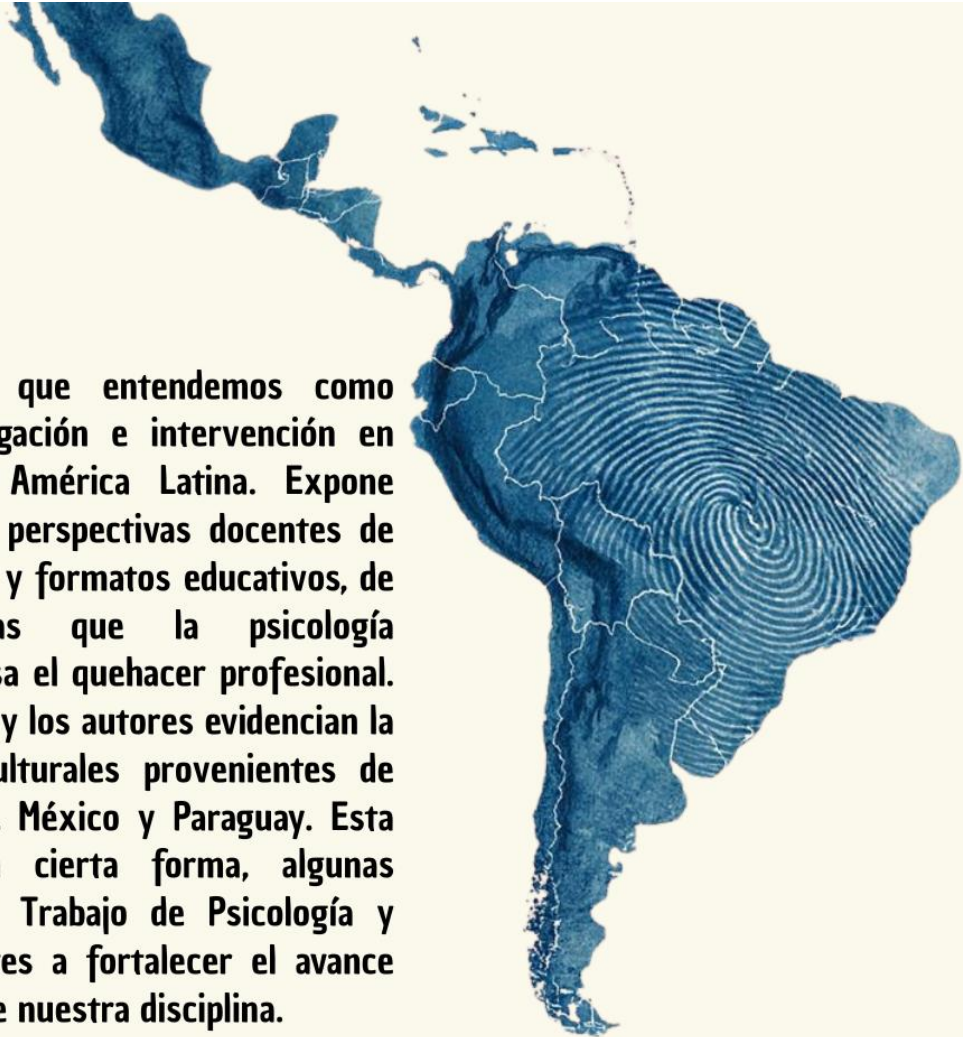 que entendemos como
gación e intervención en
América Latina. Expone
perspectivas docentes de
y formatos educativos, de
as que la psicología
sa el quehacer profesional.
y los autores evidencian la
ulturales provenientes de
México y Paraguay. Esta
cierta forma, algunas
Trabajo de Psicología y
es a fortalecer el avance
e nuestra disciplina.